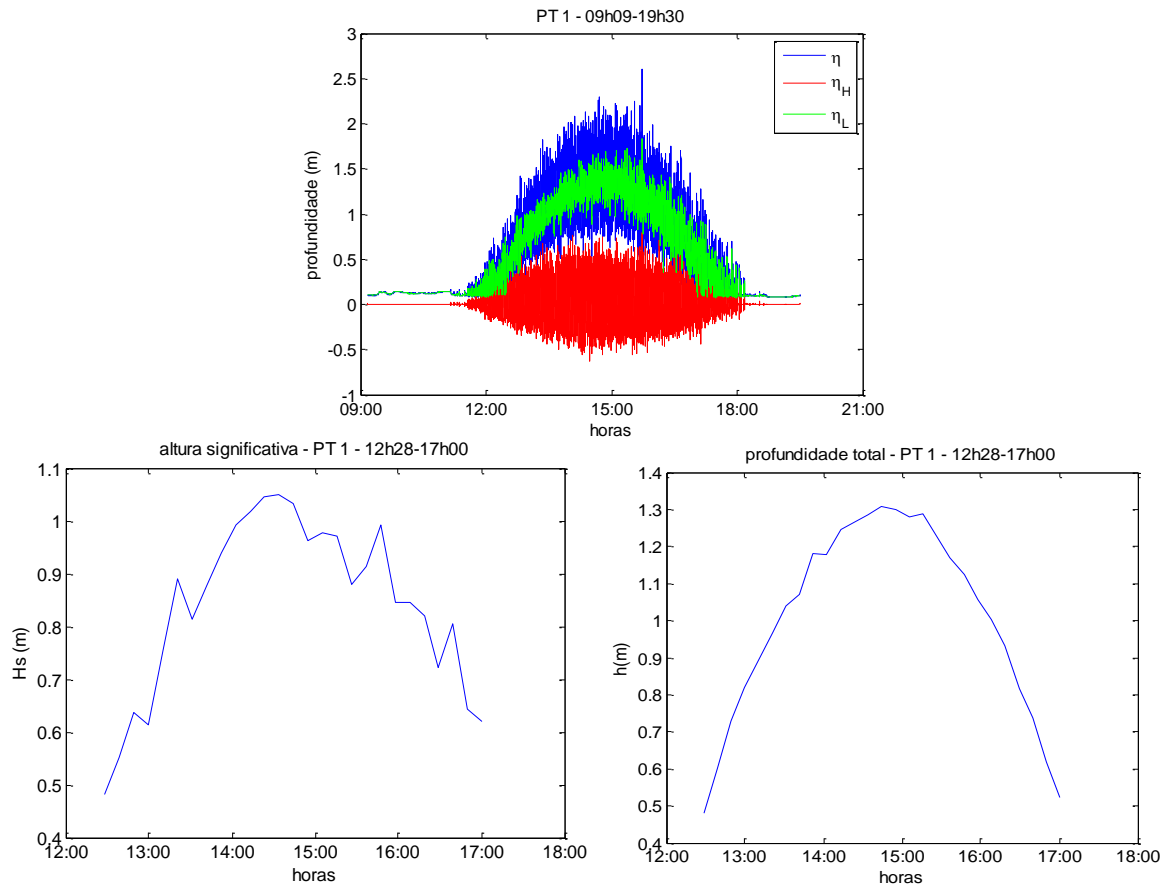 PT 1 - 09h09-19h30
3
2.5
2
1.5
1
0.5
0
-0.5
-1
profundidade (m)
η
η_H
η_L
09:00 12:00 15:00 18:00 21:00
horas
altura significativa - PT 1 - 12h28-17h00
1.1
1
0.9
0.8
0.7
0.6
0.5
0.4
Hs (m)
12:00 13:00 14:00 15:00 16:00 17:00 18:00
horas
profundidade total - PT 1 - 12h28-17h00
1.4
1.3
1.2
1.1
1
0.9
0.8
0.7
0.6
0.5
0.4
h(m)
12:00 13:00 14:00 15:00 16:00 17:00 18:00
horas